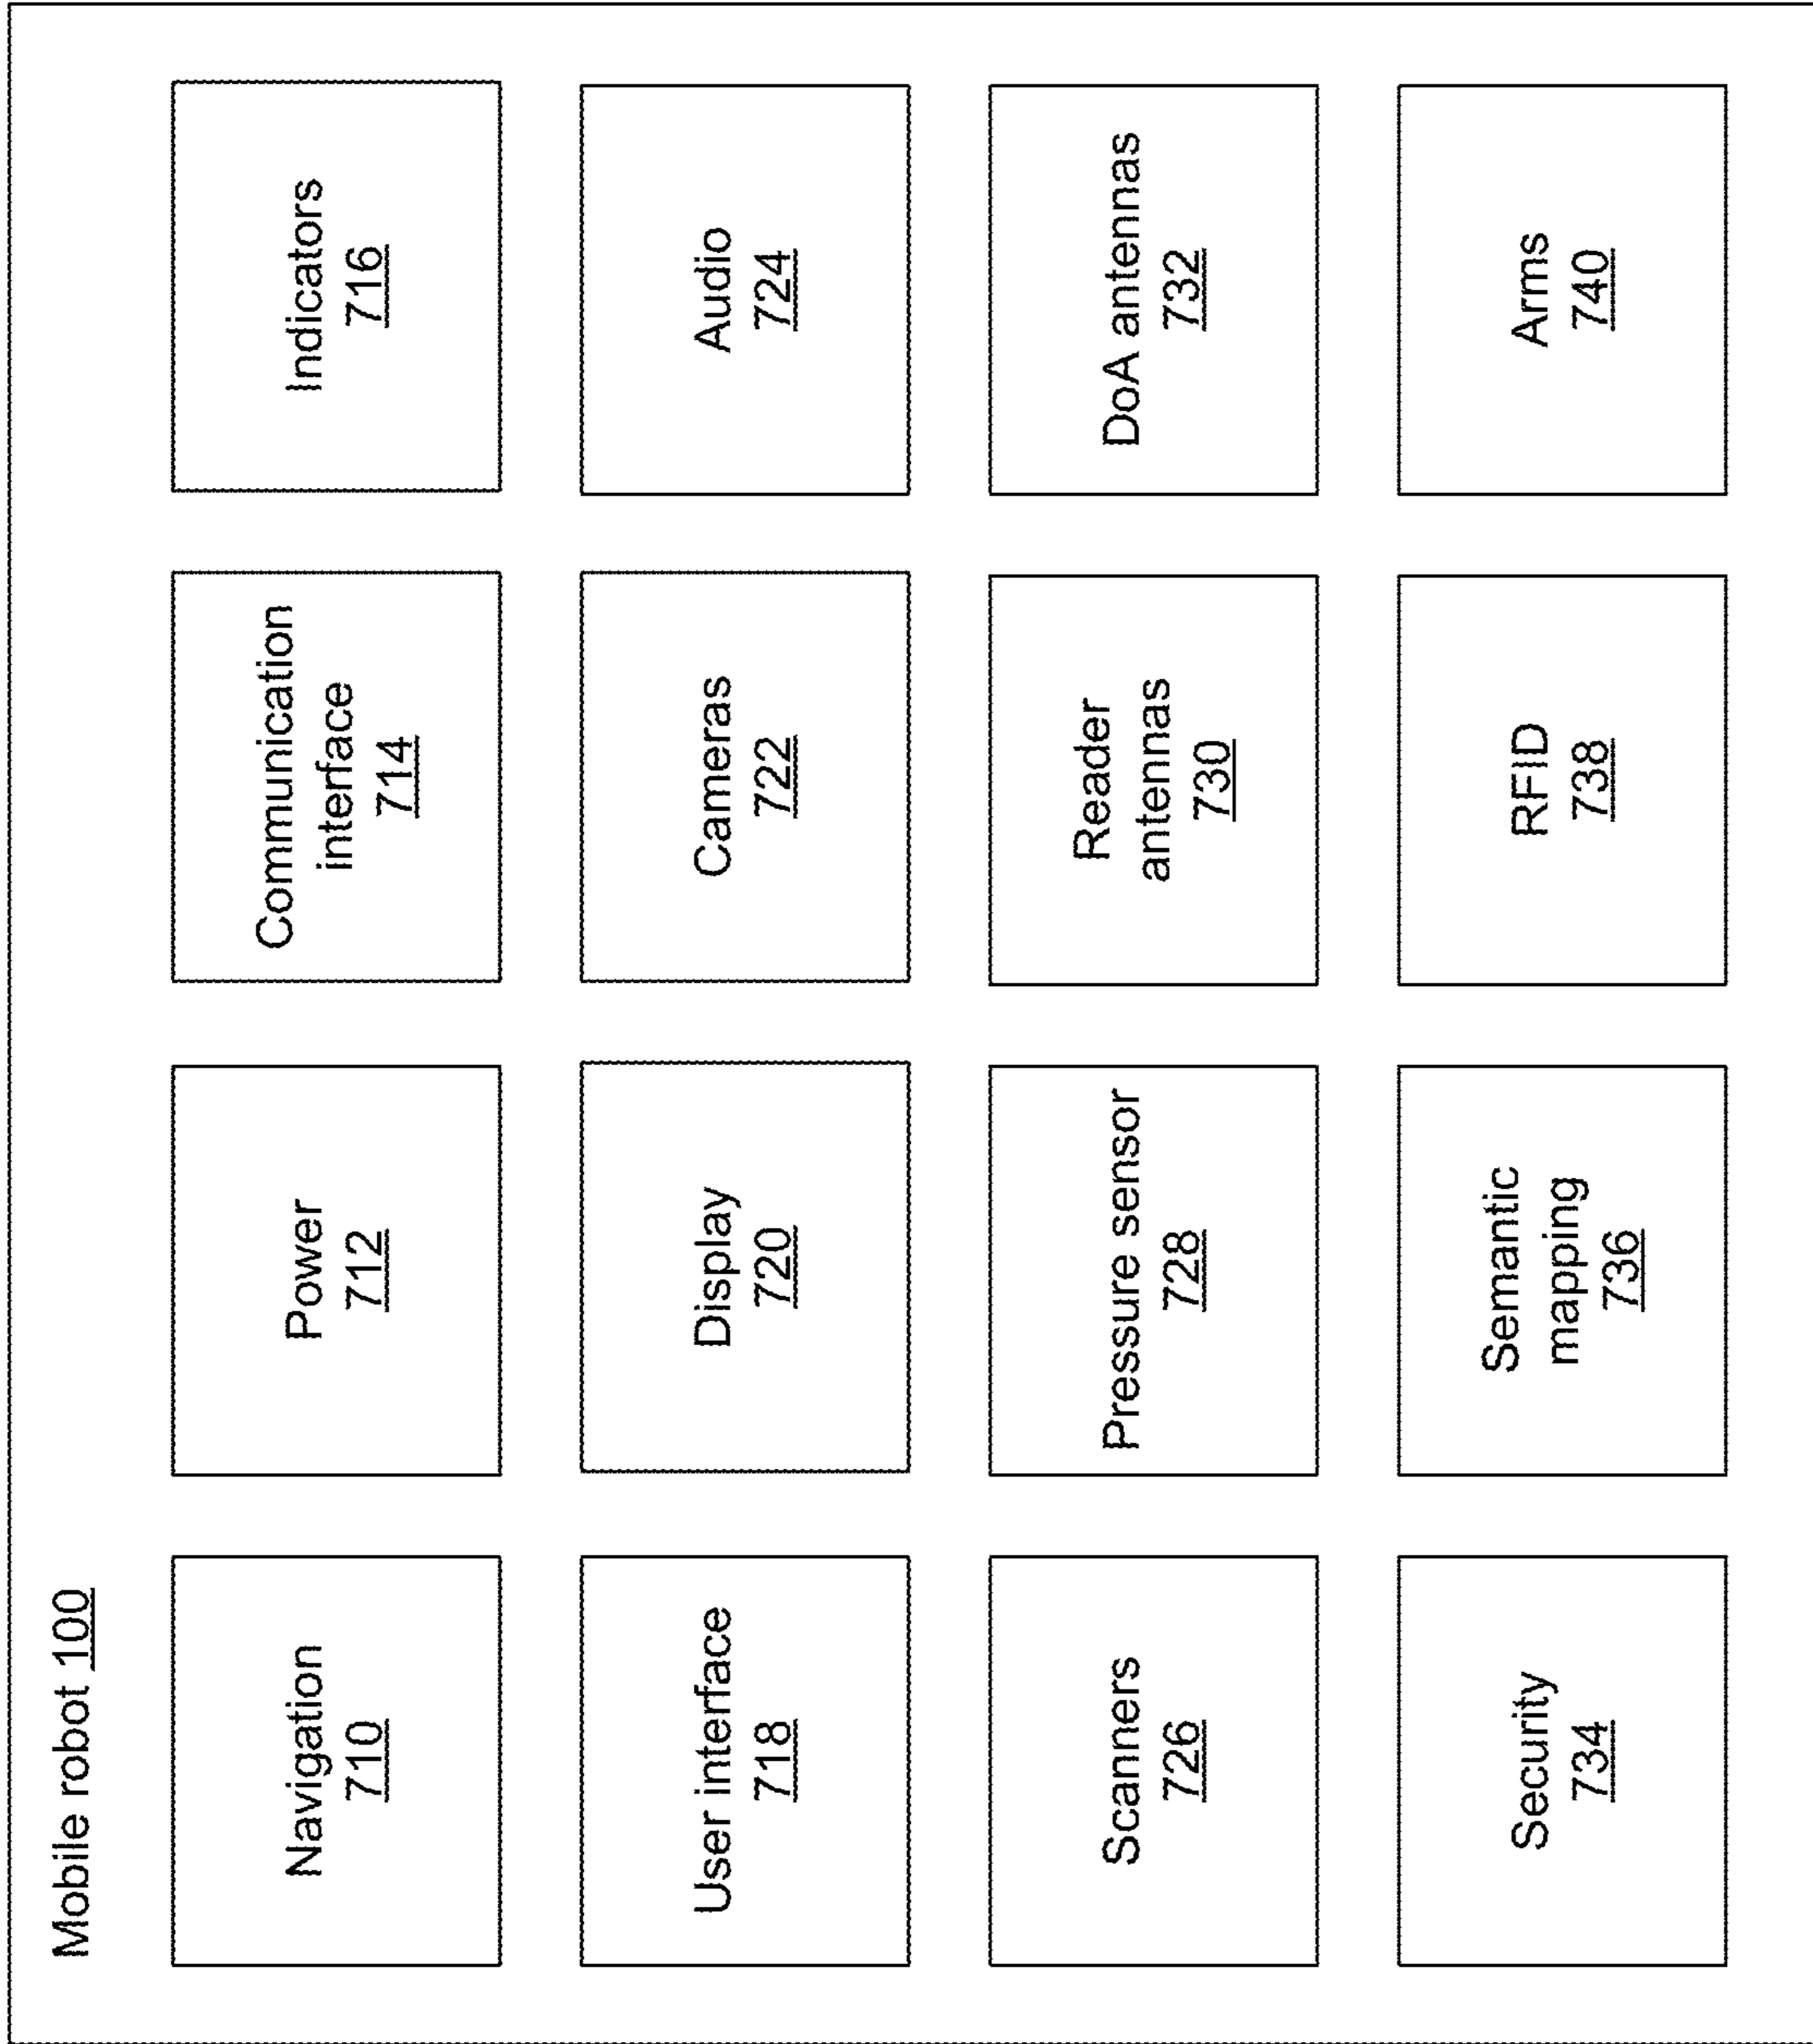 Mobile robot 100
Navigation
710
Power
712
Communication
interface
714
Indicators
716
User interface
718
Display
720
Cameras
722
Audio
724
Scanners
726
Pressure sensor
728
Reader
antennas
730
DoA antennas
732
Security
734
Semantic
mapping
736
RFID
738
Arms
740